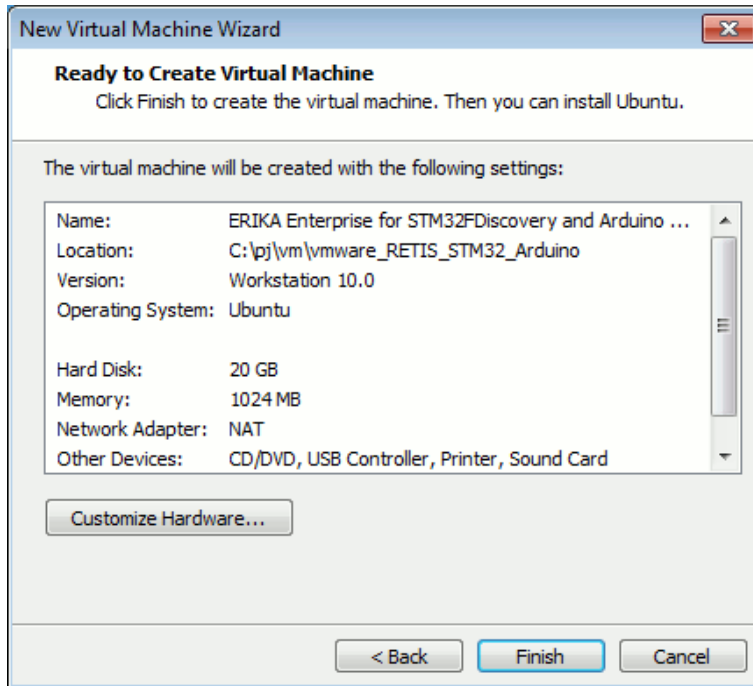 New Virtual Machine Wizard
Ready to Create Virtual Machine
Click Finish to create the virtual machine. Then you can install Ubuntu.
The virtual machine will be created with the following settings:
Name: ERIKA Enterprise for STM32FDiscovery and Arduino ...
Location: C:\pj\vm\vmware_RETIS_STM32_Arduino
Version: Workstation 10.0
Operating System: Ubuntu
Hard Disk: 20 GB
Memory: 1024 MB
Network Adapter: NAT
Other Devices: CD/DVD, USB Controller, Printer, Sound Card
Customize Hardware...
< Back Finish Cancel